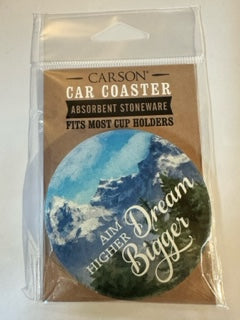 CARSON®
CAR COASTER
ABSORBENT STONEWARE
FITS MOST CUP HOLDERS
AIM
HIGHER
Dream
Bigger